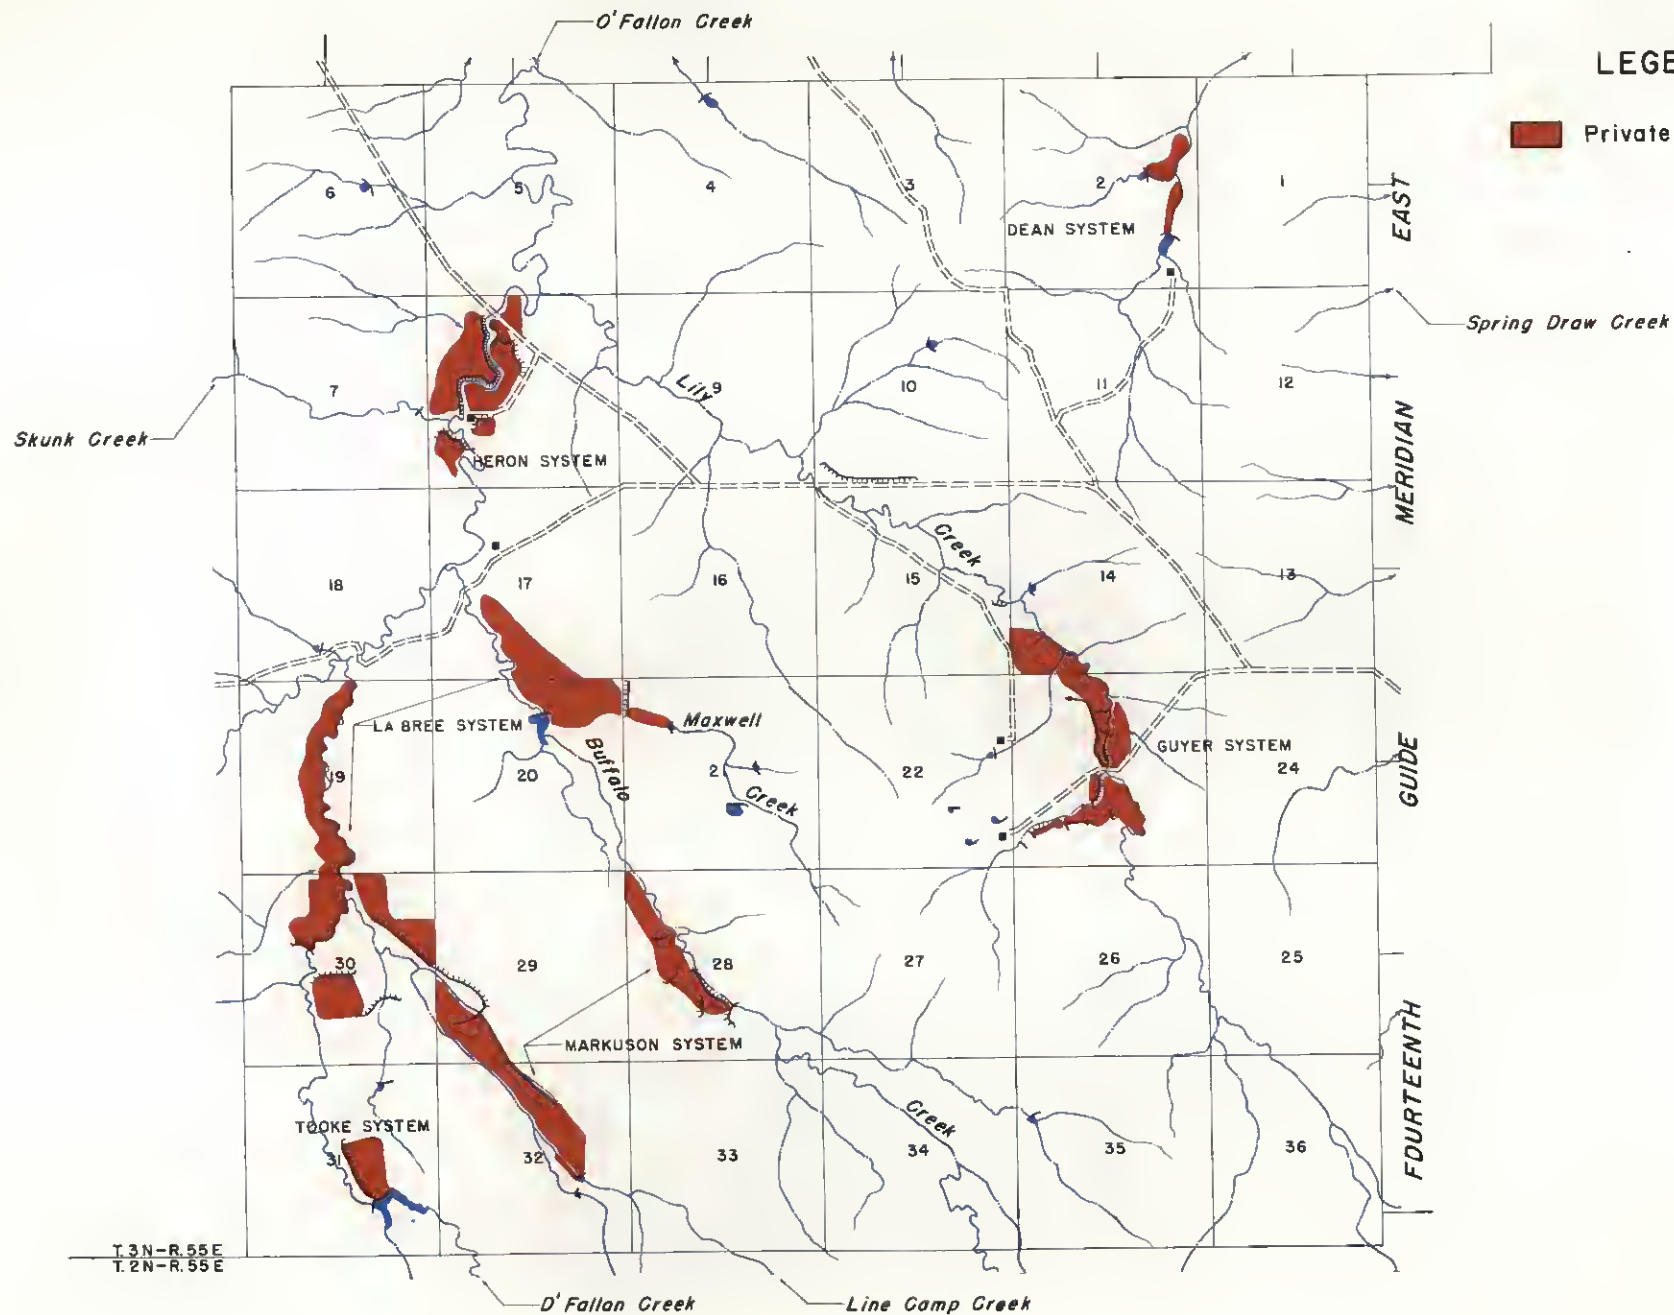 O'Fallon Creek
LEGE
Private
6
5
4
3
2
1
DEAN SYSTEM
EAST
Spring Draw Creek
7
Lily
9
10
11
12
Skunk Creek
HERON SYSTEM
MERIDIAN
Creek
18
17
16
15
14
13
LA BREE SYSTEM
Maxwell
GUYER SYSTEM
Buffalo
19
20
2
22
24
Creek
GUIDE
30
29
28
27
26
25
MARKUSON SYSTEM
FOURTEENTH
TOOKE SYSTEM
Creek
31
32
33
34
35
36
T.3N-R.55E
T.2N-R.55E
D'Fallan Creek
Line Camp Creek